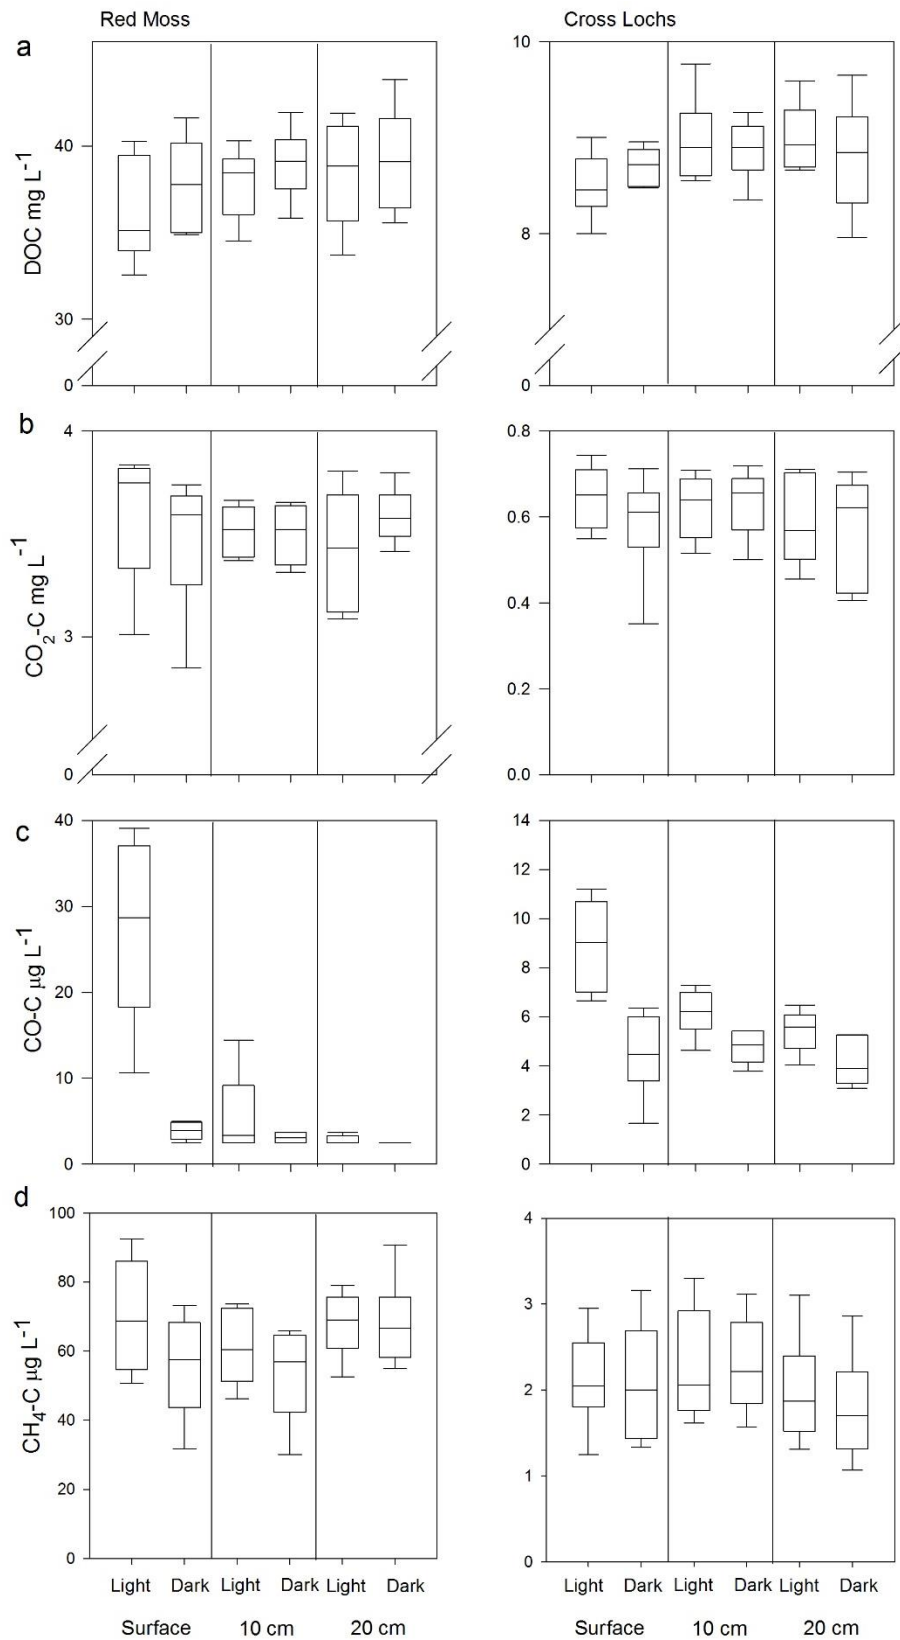 Red Moss
Cross Lochs
a
DOC mg L-1
40
30
0
10
8
0
b
CO2-C mg L-1
4
3
0
0.8
0.6
0.4
0.2
0.0
c
CO-C µg L-1
40
30
20
10
0
14
12
10
8
6
4
2
0
d
CH4-C µg L-1
100
80
60
40
20
0
4
3
2
1
0
Light Dark Light Dark Light Dark
Surface 10 cm 20 cm
Light Dark Light Dark Light Dark
Surface 10 cm 20 cm